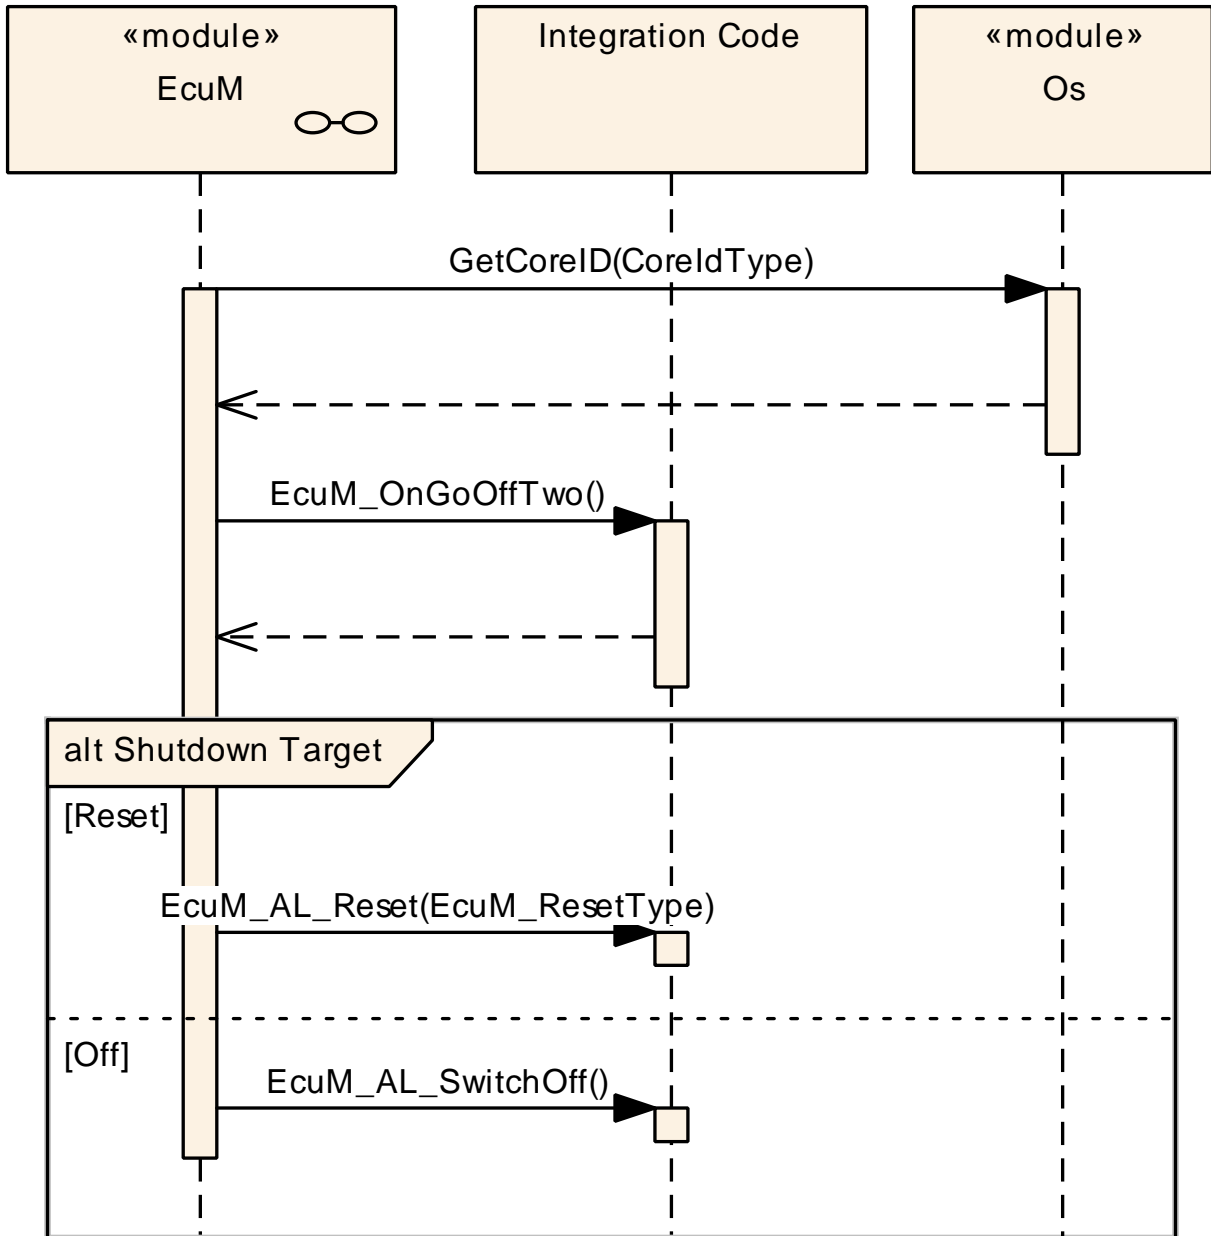 «module»
EcuM
Integration Code
«module»
Os
GetCoreID(CoreIdType)
EcuM_OnGoOffTwo()
alt Shutdown Target
[Reset]
EcuM_AL_Reset(EcuM_ResetType)
[Off]
EcuM_AL_SwitchOff()